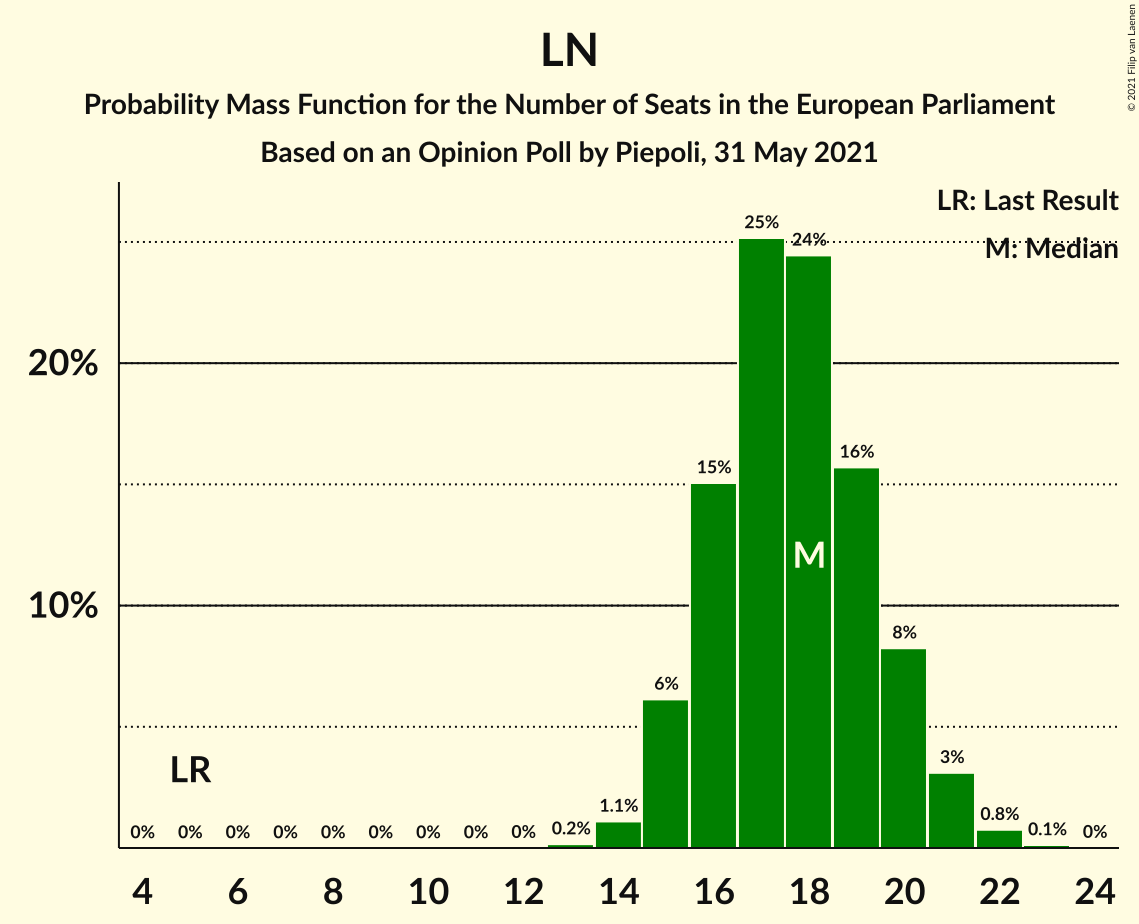 LN
Probability Mass Function for the Number of Seats in the European Parliament
Based on an Opinion Poll by Piepoli, 31 May 2021
© 2021 Filip van Laenen
LR: Last Result
M: Median
20%
10%
0% 0% 0% 0% 0% 0% 0% 0% 0% 0.2% 1.1% 6% 15% 25% 24% 16% 8% 3% 0.8% 0.1% 0%
LR
M
4 6 8 10 12 14 16 18 20 22 24